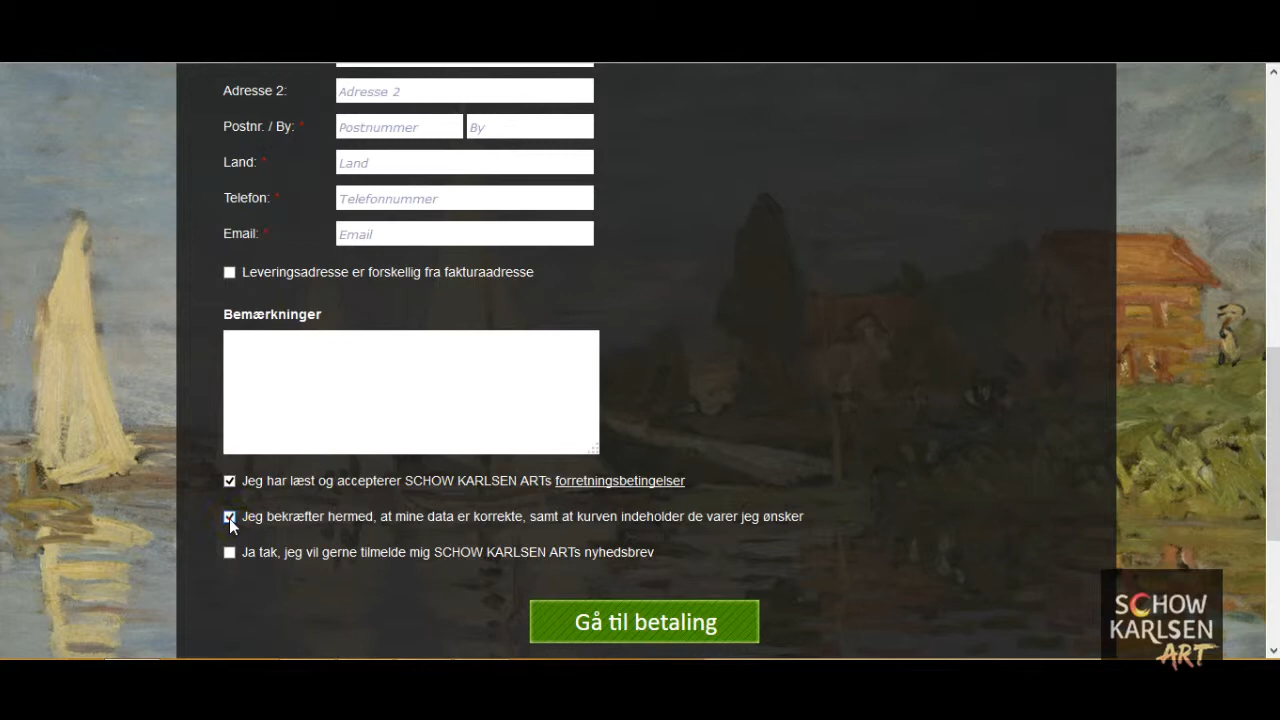 Adresse 2: Adresse 2
Postnr. / By: * Postnummer By
Land: * Land
Telefon: * Telefonnummer
Email: * Email
Leveringsadresse er forskellig fra fakturaadresse
Bemærkninger
Jeg har læst og accepterer SCHOW KARLSEN ARTs forretningsbetingelser
Jeg bekræfter hermed, at mine data er korrekte, samt at kurven indeholder de varer jeg ønsker
Ja tak, jeg vil gerne tilmelde mig SCHOW KARLSEN ARTs nyhedsbrev
Gå til betaling
SCHOW
KARLSEN
ART